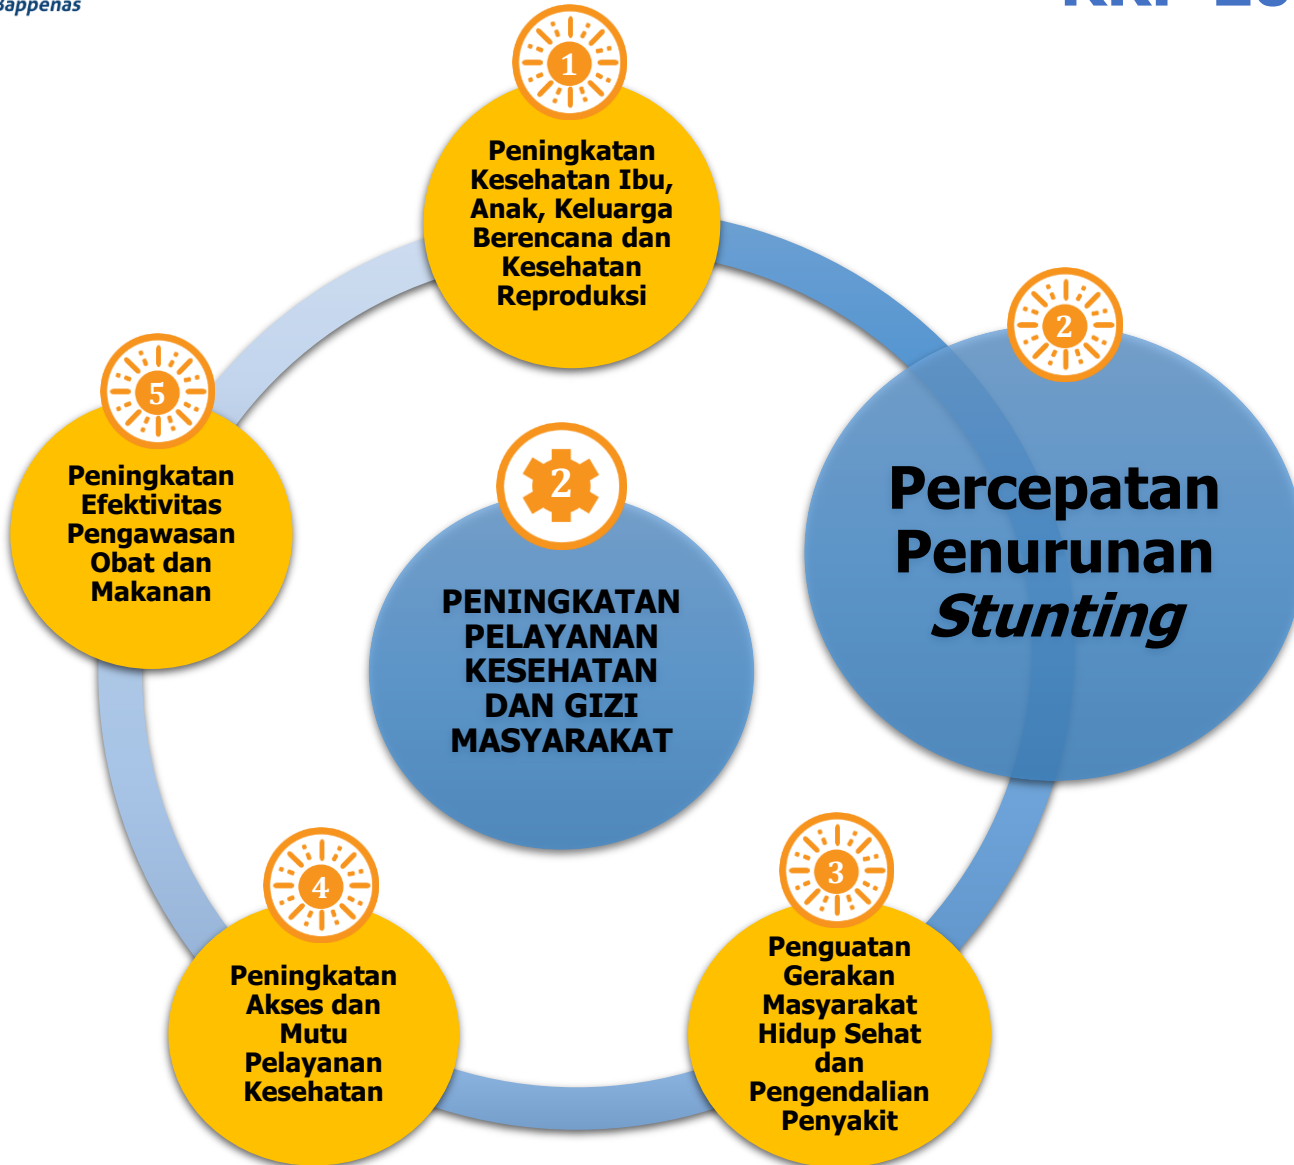 Bappenas
1
Peningkatan
Kesehatan Ibu,
Anak, Keluarga
Berencana dan
Kesehatan
Reproduksi
2
Percepatan
Penurunan
Stunting
5
Peningkatan
Efektivitas
Pengawasan
Obat dan
Makanan
2
PENINGKATAN
PELAYANAN
KESEHATAN
DAN GIZI
MASYARAKAT
3
Penguatan
Gerakan
Masyarakat
Hidup Sehat
dan
Pengendalian
Penyakit
4
Peningkatan
Akses dan
Mutu
Pelayanan
Kesehatan